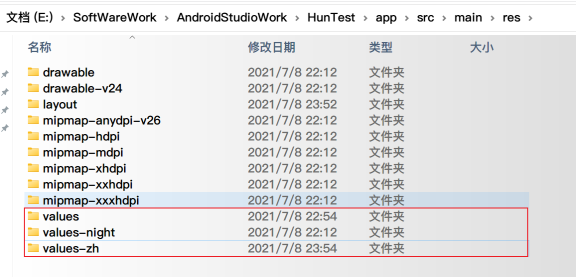 文档 (E:) › SoftWareWork › AndroidStudioWork › HunTest › app › src › main › res ›
名称 修改日期 类型 大小
drawable 2021/7/8 22:12 文件夹
drawable-v24 2021/7/8 22:12 文件夹
layout 2021/7/8 23:52 文件夹
mipmap-anydpi-v26 2021/7/8 22:12 文件夹
mipmap-hdpi 2021/7/8 22:12 文件夹
mipmap-mdpi 2021/7/8 22:12 文件夹
mipmap-xhdpi 2021/7/8 22:12 文件夹
mipmap-xxhdpi 2021/7/8 22:12 文件夹
mipmap-xxxhdpi 2021/7/8 22:12 文件夹
values 2021/7/8 22:54 文件夹
values-night 2021/7/8 22:12 文件夹
values-zh 2021/7/8 23:54 文件夹